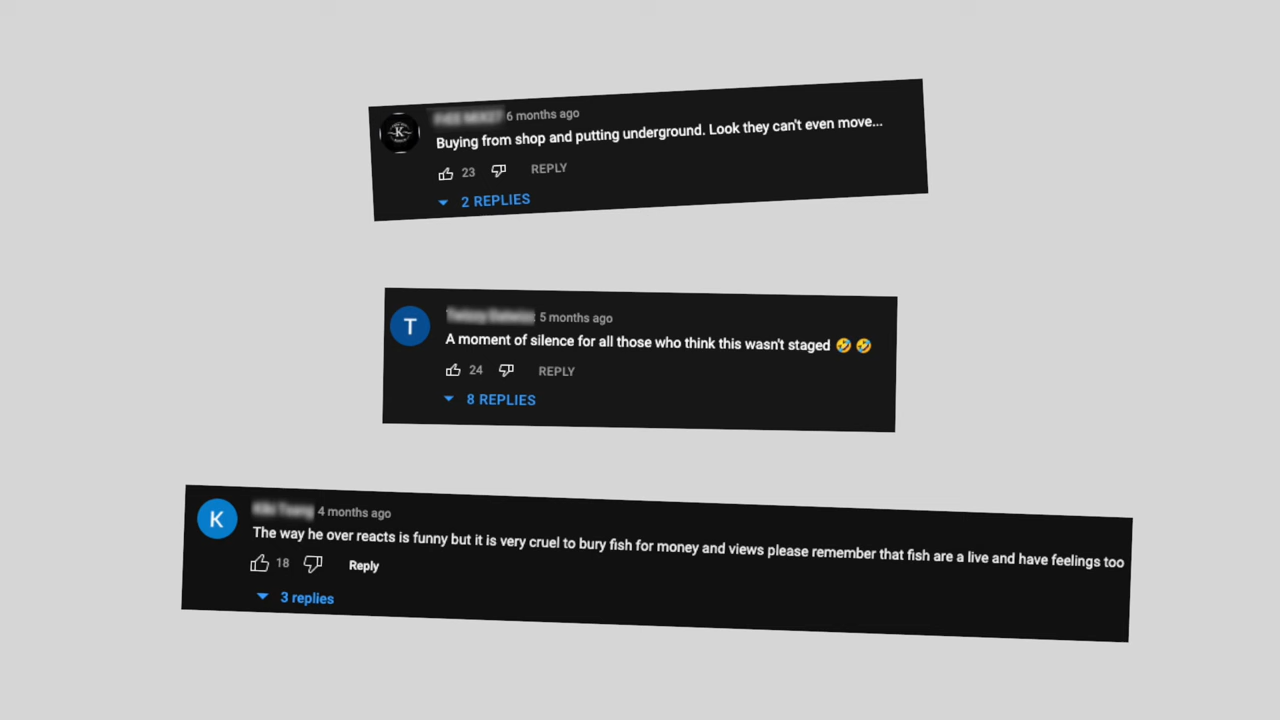 K
6 months ago
Buying from shop and putting underground. Look they can't even move...
23 REPLY
2 REPLIES
T
5 months ago
A moment of silence for all those who think this wasn't staged 🤣 🤣
24 REPLY
8 REPLIES
K
4 months ago
The way he over reacts is funny but it is very cruel to bury fish for money and views please remember that fish are a live and have feelings too
18 Reply
3 replies